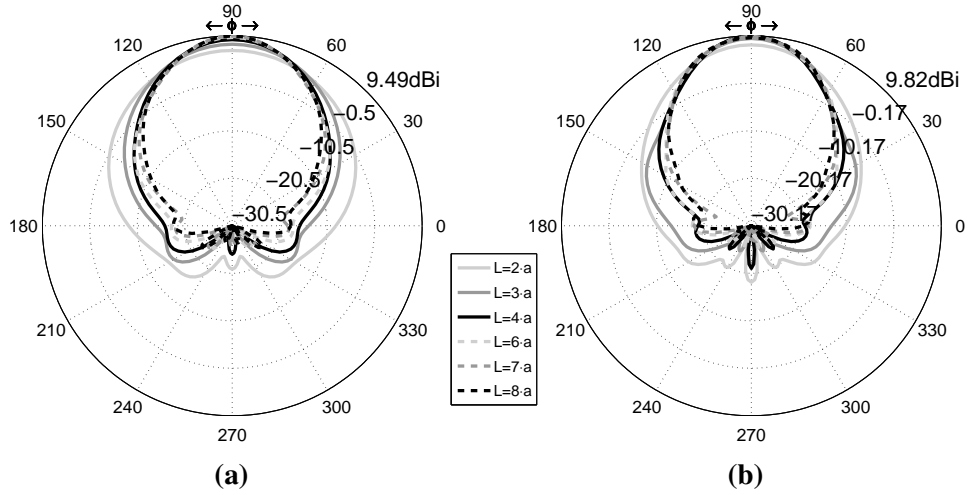 90
← ϕ →
120
60
9.49dBi
150
−0.5
30
−10.5
−20.5
−30.5
180
0
210
330
240
300
270
(a)
L=2·a
L=3·a
L=4·a
L=6·a
L=7·a
L=8·a
90
← ϕ →
120
60
9.82dBi
150
−0.17
30
−10.17
−20.17
−30.17
180
0
210
330
240
300
270
(b)